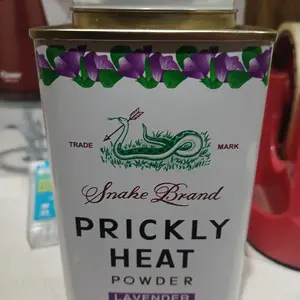 TRADE MARK
Snake Brand
PRICKLY
HEAT
POWDER
LAVENDER